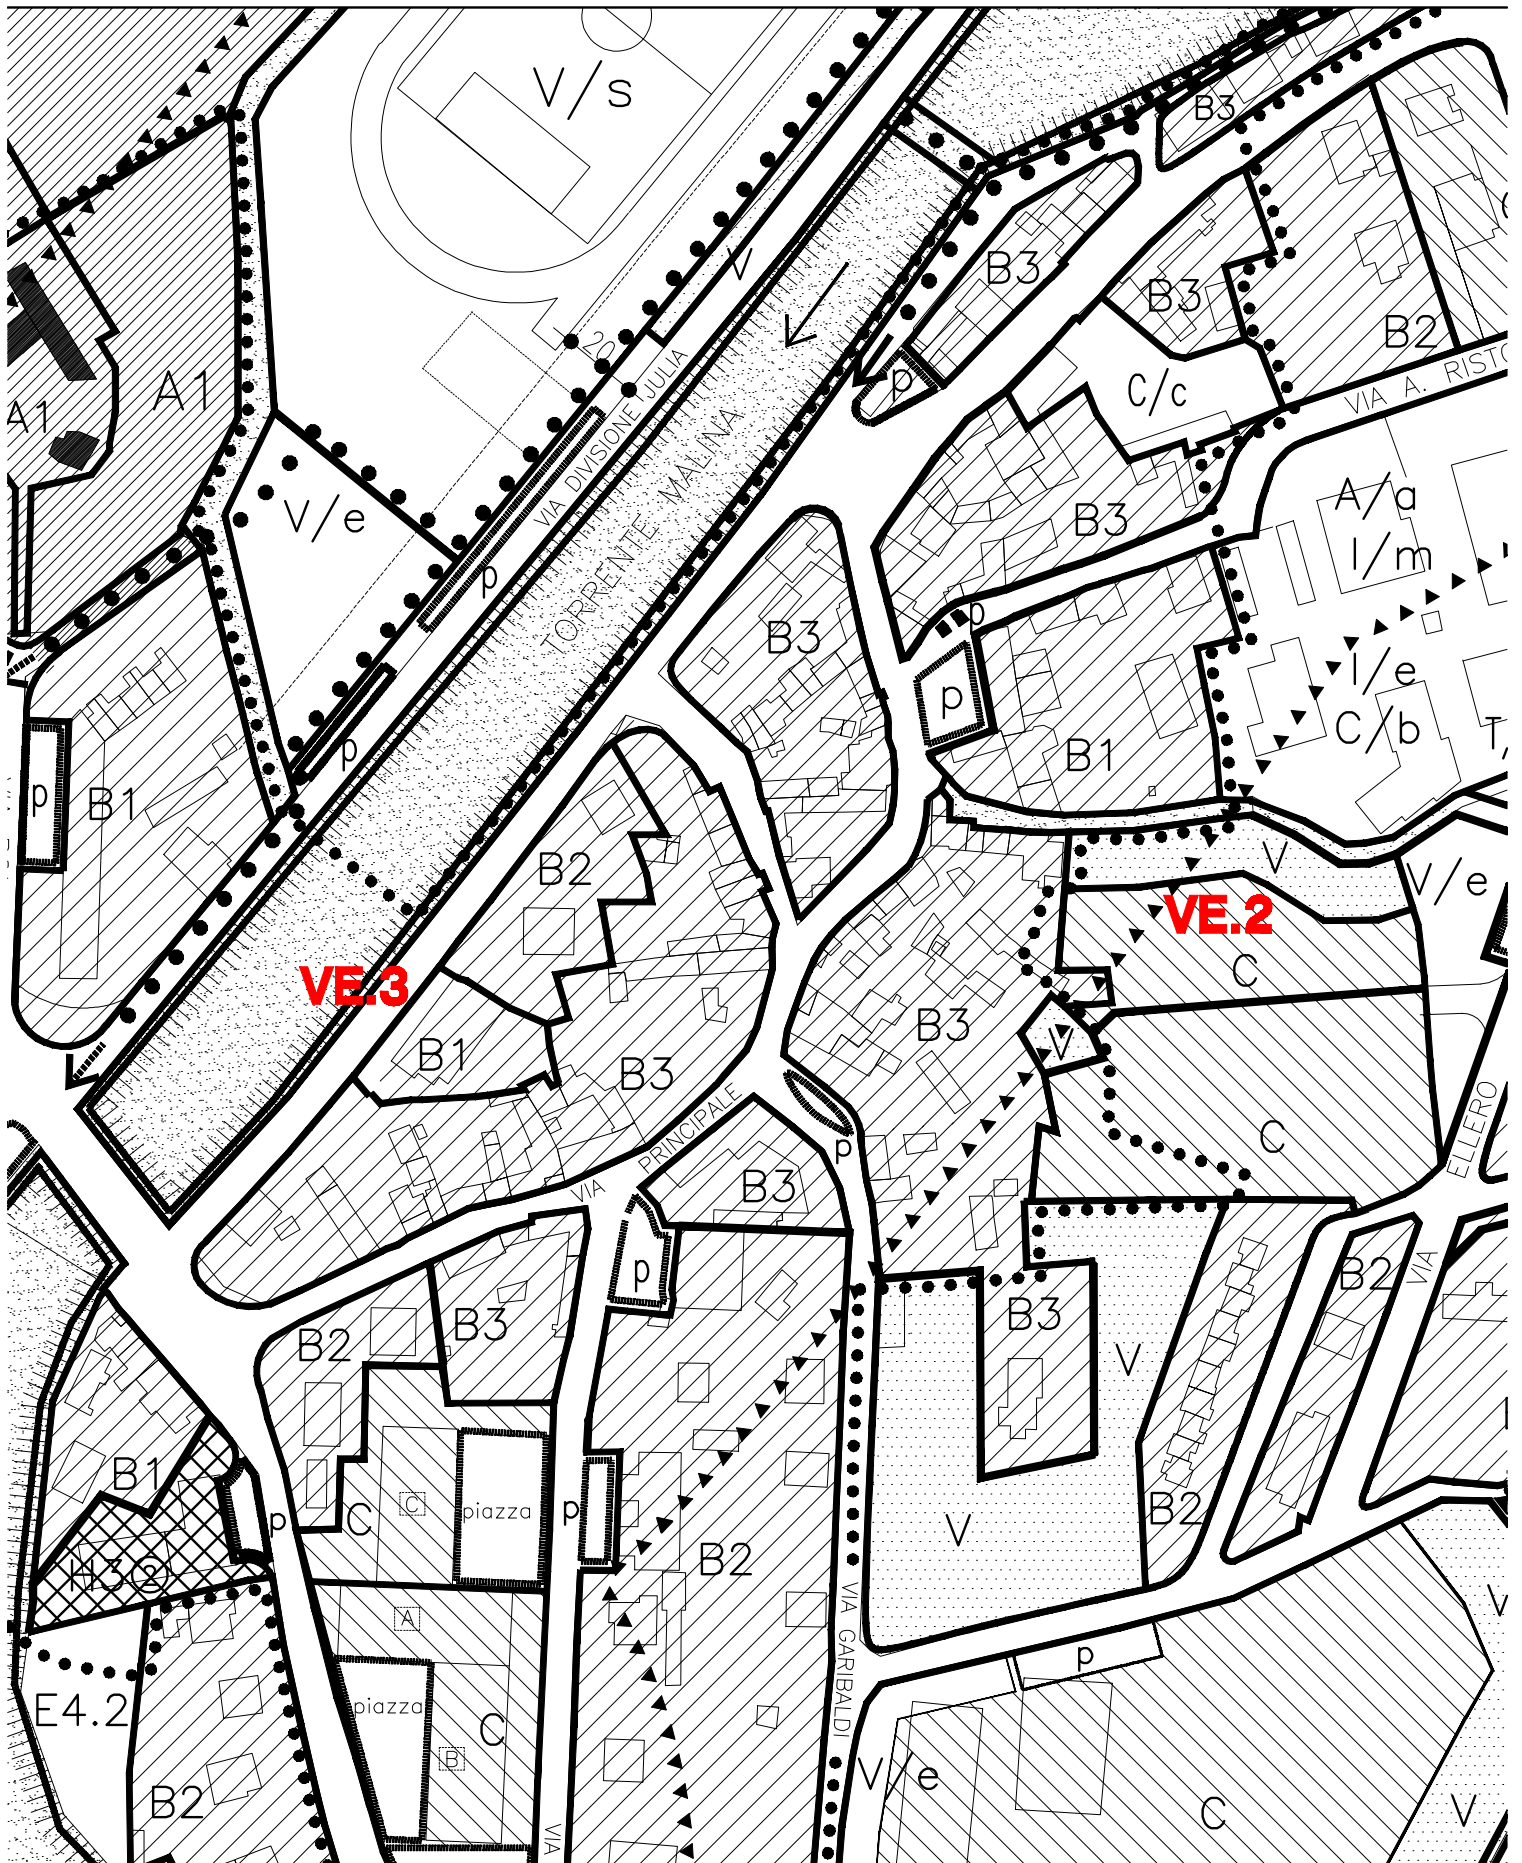 V/s
B3
V
B3
B3
B2
120
p
C/c
VIA A. RISTO
A1
A1
VIA DIVISIONE JULIA
TORRENTE MALINA
V/e
B3
A/a
I/m
p
p
B3
I/e
p
C/b
p
B1
p
B1
B2
V
V/e
VE.2
C
VE.3
B3
B1
B3
V
C
ELLERO
VIA PRINCIPALE
p
B3
p
B2
VIA
B2
B3
B3
V
B1
C
C
piazza
p
p
V
B2
H3②
B2
A
VIA GARIBALDI
p
E4.2
piazza
C
B
B2
V/e
C
V
VIA